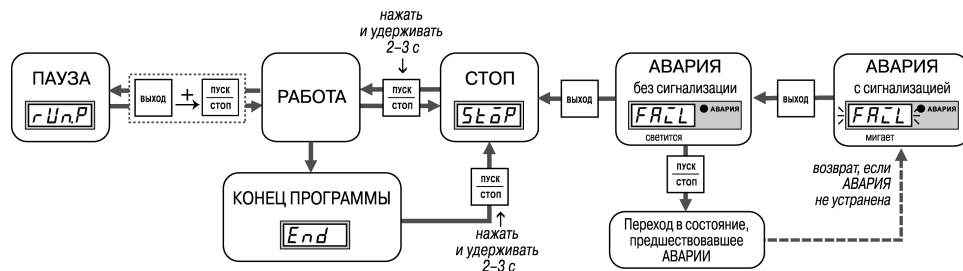 нажать
и удерживать
2–3 с
ПАУЗА
rUn.P
ВЫХОД
+
ПУСК
СТОП
РАБОТА
ПУСК
СТОП
СТОП
StoP
ВЫХОД
АВАРИЯ
без сигнализации
FAiL
АВАРИЯ
светится
ВЫХОД
АВАРИЯ
с сигнализацией
FAiL
АВАРИЯ
мигает
КОНЕЦ ПРОГРАММЫ
End
ПУСК
СТОП
нажать
и удерживать
2–3 с
ПУСК
СТОП
Переход в состояние,
предшествовавшее
АВАРИИ
возврат, если
АВАРИЯ
не устранена